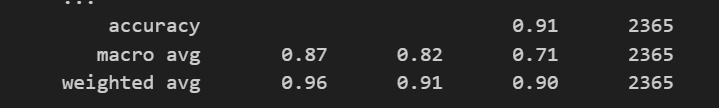 ...
accuracy 0.91 2365
macro avg 0.87 0.82 0.71 2365
weighted avg 0.96 0.91 0.90 2365